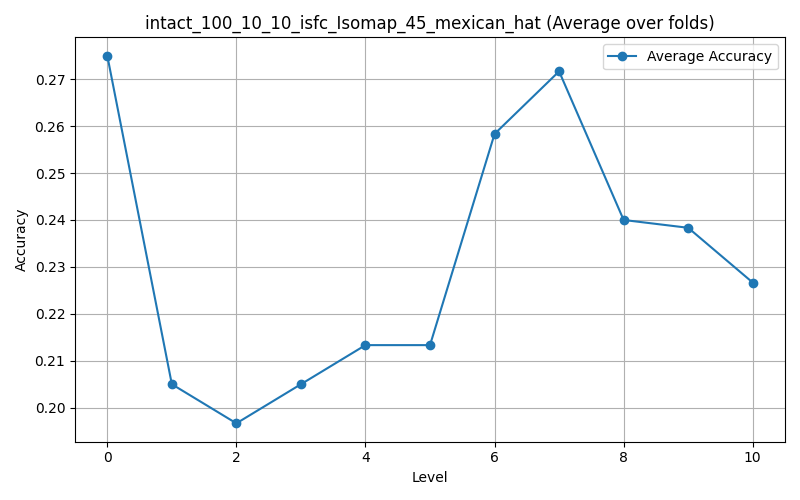 intact_100_10_10_isfc_Isomap_45_mexican_hat (Average over folds)
Average Accuracy
0.27
0.26
0.25
0.24
0.23
0.22
0.21
0.20
Accuracy
0 2 4 6 8 10
Level